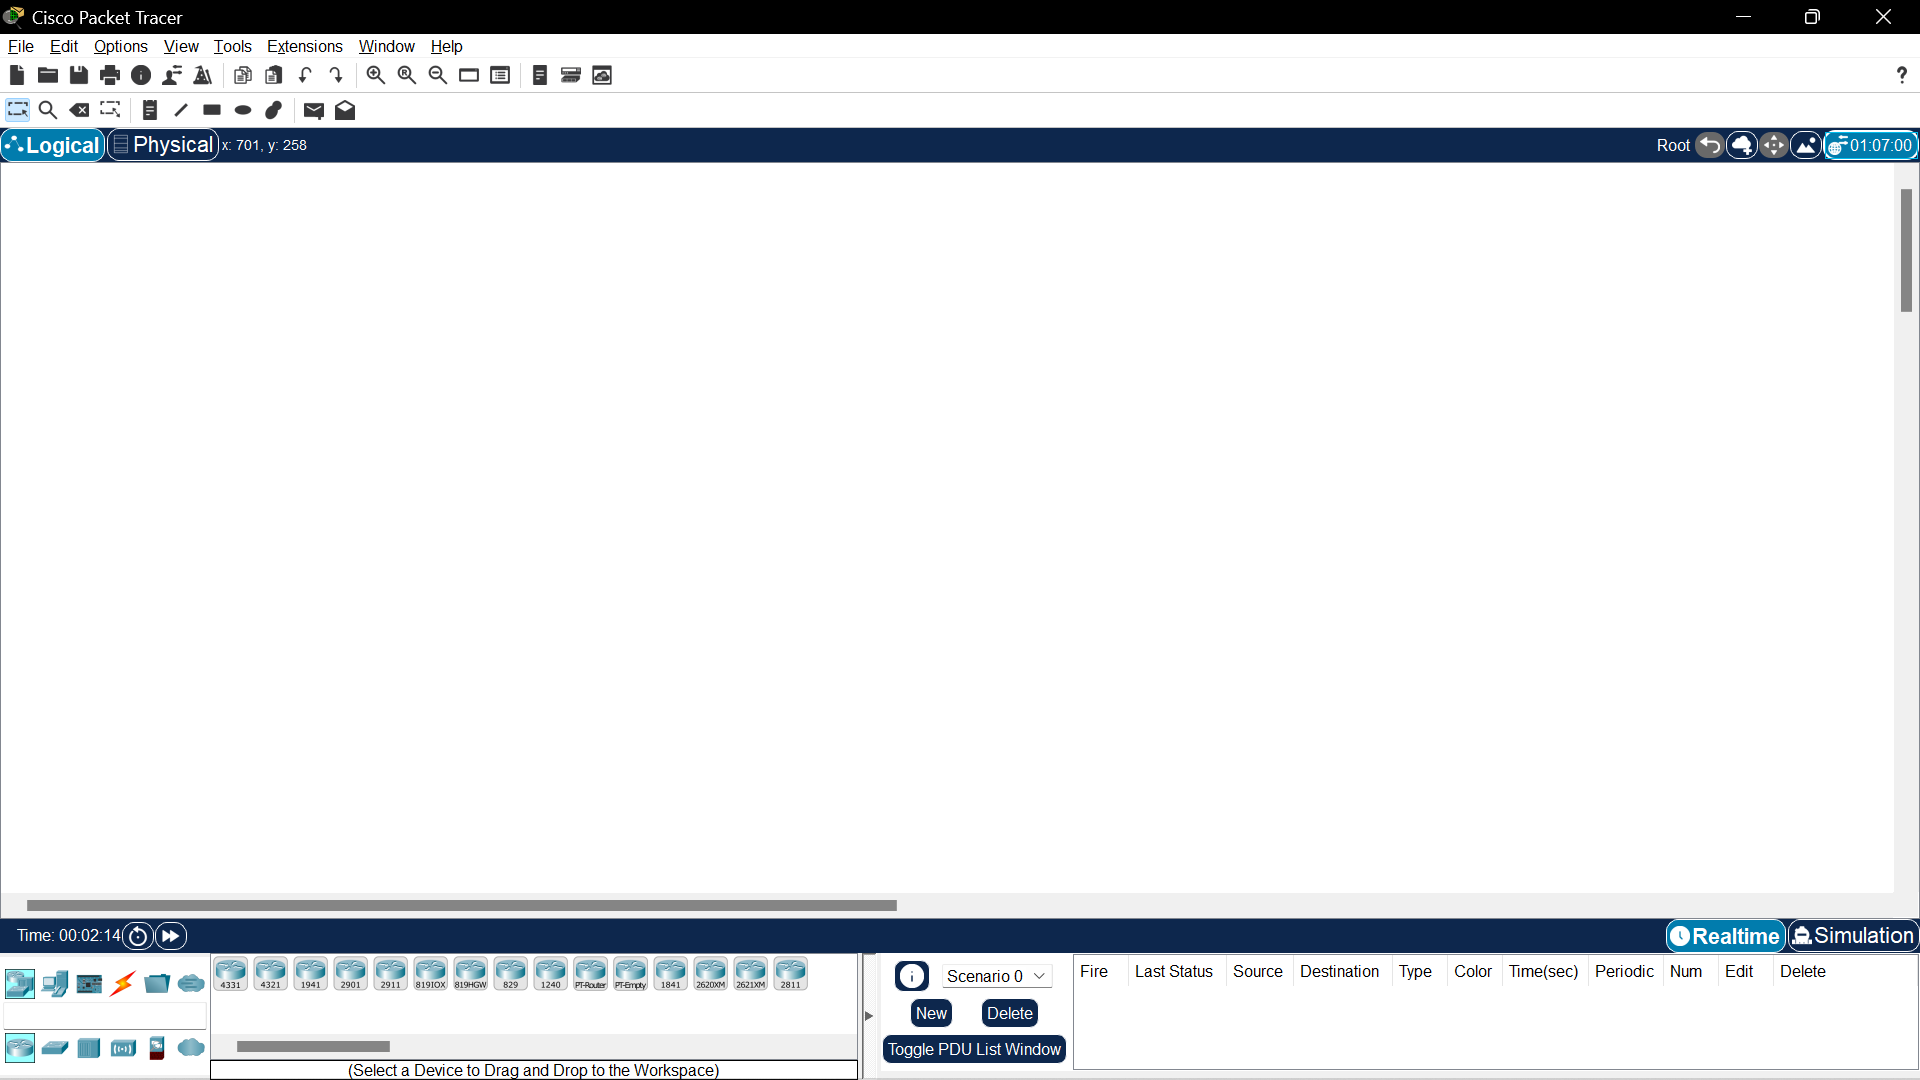 Cisco Packet Tracer
File Edit Options View Tools Extensions Window Help
?
Logical Physical x: 701, y: 258 Root 01:07:00
Time: 00:02:14 Realtime Simulation
4331 4321 1941 2901 2911 819IOX 819HGW 829 1240 PT-Router PT-Empty 1841 2620XM 2621XM 2811
(Select a Device to Drag and Drop to the Workspace)
Scenario 0
New Delete
Toggle PDU List Window
Fire Last Status Source Destination Type Color Time(sec) Periodic Num Edit Delete